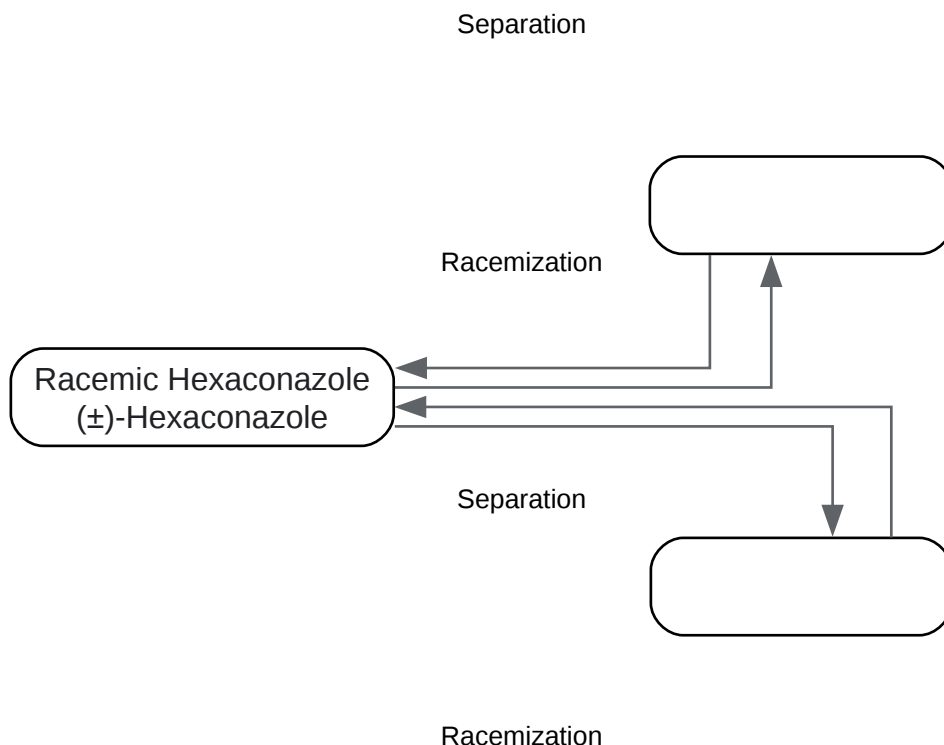 Separation
Racemization
Racemic Hexaconazole
(±)-Hexaconazole
Separation
Racemization